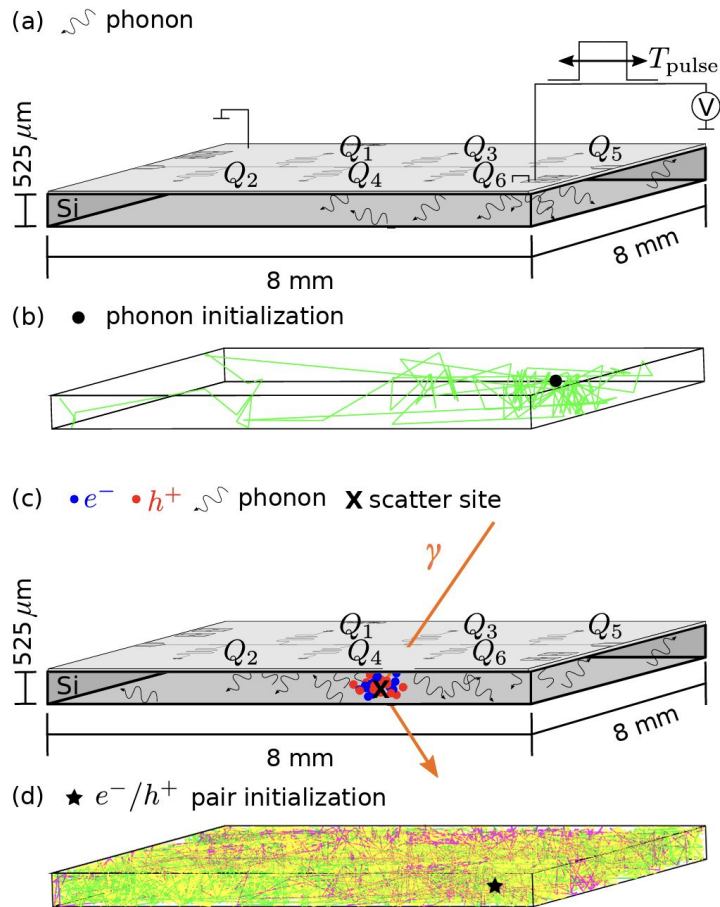 (a) phonon
T_pulse
V
525 μm
Q_1 Q_3 Q_5
Q_2 Q_4 Q_6
Si
8 mm
8 mm
(b) ● phonon initialization
(c) • e^- • h^+ phonon X scatter site
γ
525 μm
Q_1 Q_3 Q_5
Q_2 Q_4 Q_6
Si
X
8 mm
8 mm
(d) ★ e^-/h^+ pair initialization